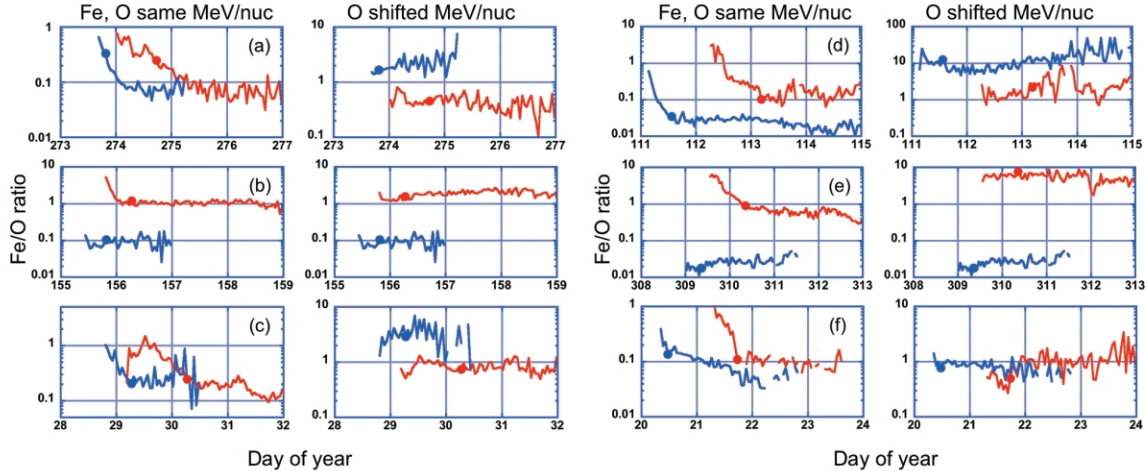 Fe, O same MeV/nuc O shifted MeV/nuc Fe, O same MeV/nuc O shifted MeV/nuc
1 10 1 100
(a) (d)
0.1 1 10
0.1 1
0.01 0.1 0.01 0.1
273 274 275 276 277 273 274 275 276 277 111 112 113 114 115 111 112 113 114 115
10 10 10 10
(b) (e)
1 1 1 1
Fe/O ratio Fe/O ratio
0.1 0.1 0.1 0.1
0.01 0.01 0.01 0.01
155 156 157 158 159 155 156 157 158 159 308 309 310 311 312 313 308 309 310 311 312 313
10 1 10
(c) (f)
1 1 0.1 1
0.1 0.1 0.01 0.1
28 29 30 31 32 28 29 30 31 32 20 21 22 23 24 20 21 22 23 24
Day of year Day of year